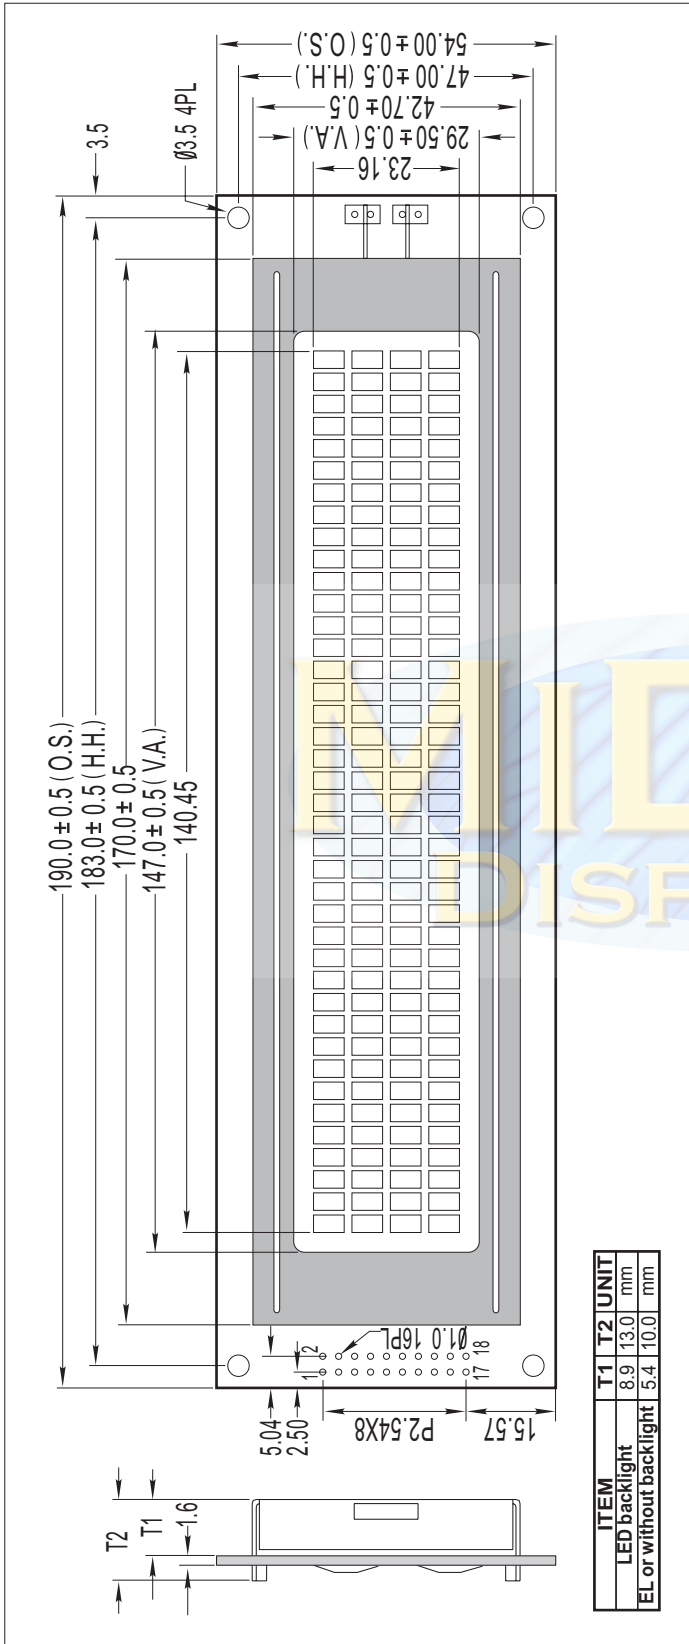 54.00 ± 0.5 ( O.S.)
47.00 ± 0.5 (H.H. )
42.70 ± 0.5
29.50 ± 0.5 ( V.A.)
23.16
3.5
Ø3.5 4PL
190.0 ± 0.5 ( O.S.)
183.0 ± 0.5 ( H.H.)
170.0 ± 0.5
147.0 ± 0.5 ( V.A.)
140.45
MID
DISP
1
2
17
18
Ø1.0 16PL
5.04
2.50
P2.54X8
15.57
T2
T1
1.6
ITEM T1 T2 UNIT
LED backlight 8.9 13.0 mm
EL or without backlight 5.4 10.0 mm